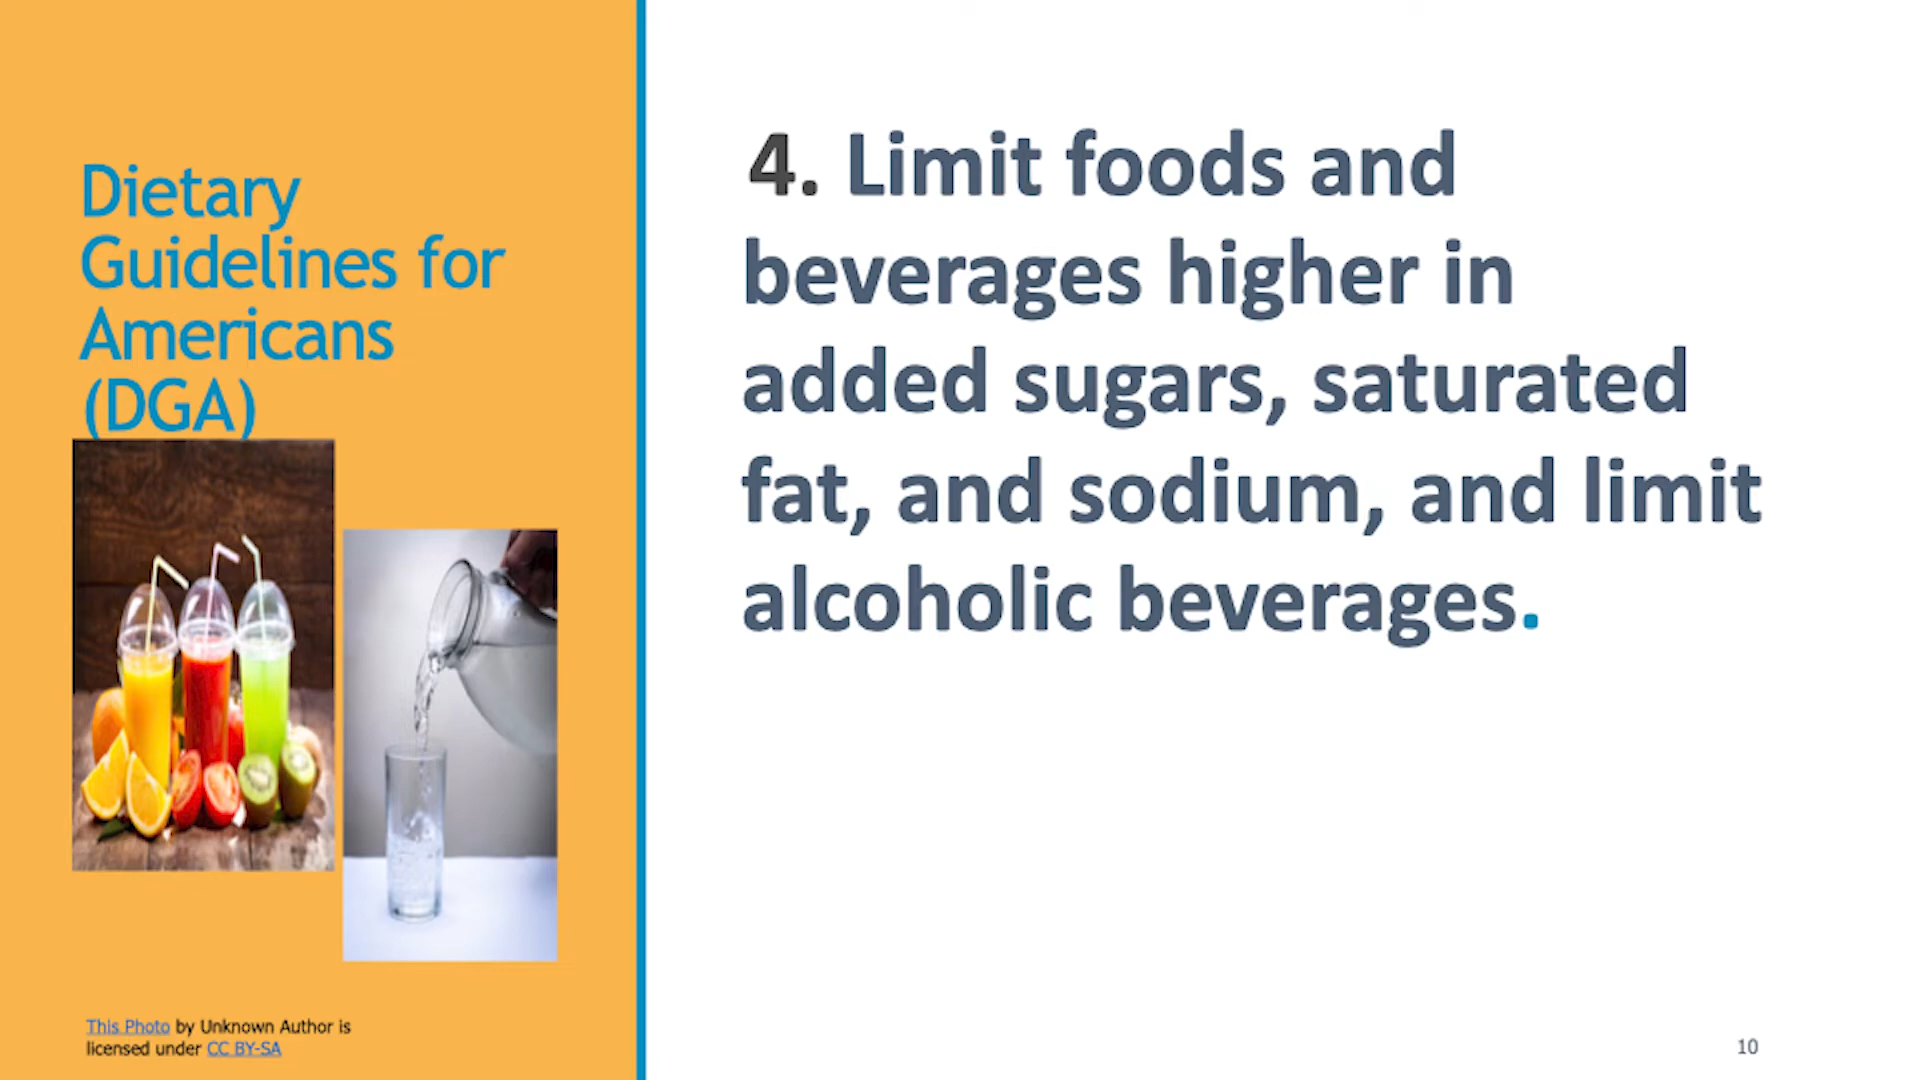 Dietary
Guidelines for
Americans
(DGA)
This Photo by Unknown Author is
licensed under CC BY-SA
4. Limit foods and
beverages higher in
added sugars, saturated
fat, and sodium, and limit
alcoholic beverages.
10